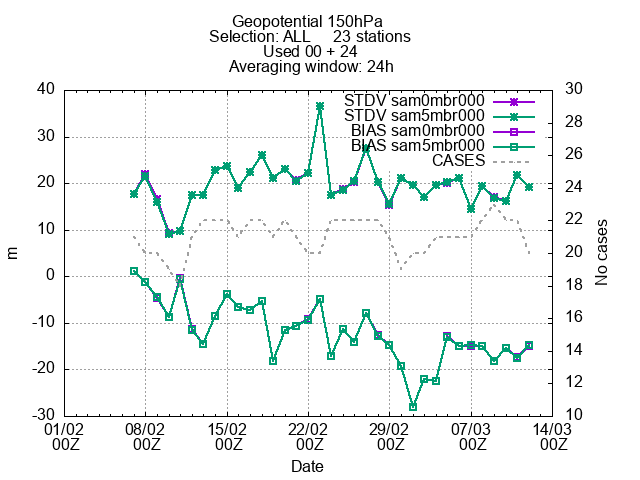 Geopotential 150hPa
Selection: ALL     23 stations
Used 00 + 24
Averaging window: 24h
STDV sam0mbr000
STDV sam5mbr000
BIAS sam0mbr000
BIAS sam5mbr000
CASES
40
30
20
10
0
-10
-20
-30
m
30
28
26
24
22
20
18
16
14
12
10
No cases
01/02 08/02 15/02 22/02 29/02 07/03 14/03
00Z 00Z 00Z 00Z 00Z 00Z 00Z
Date